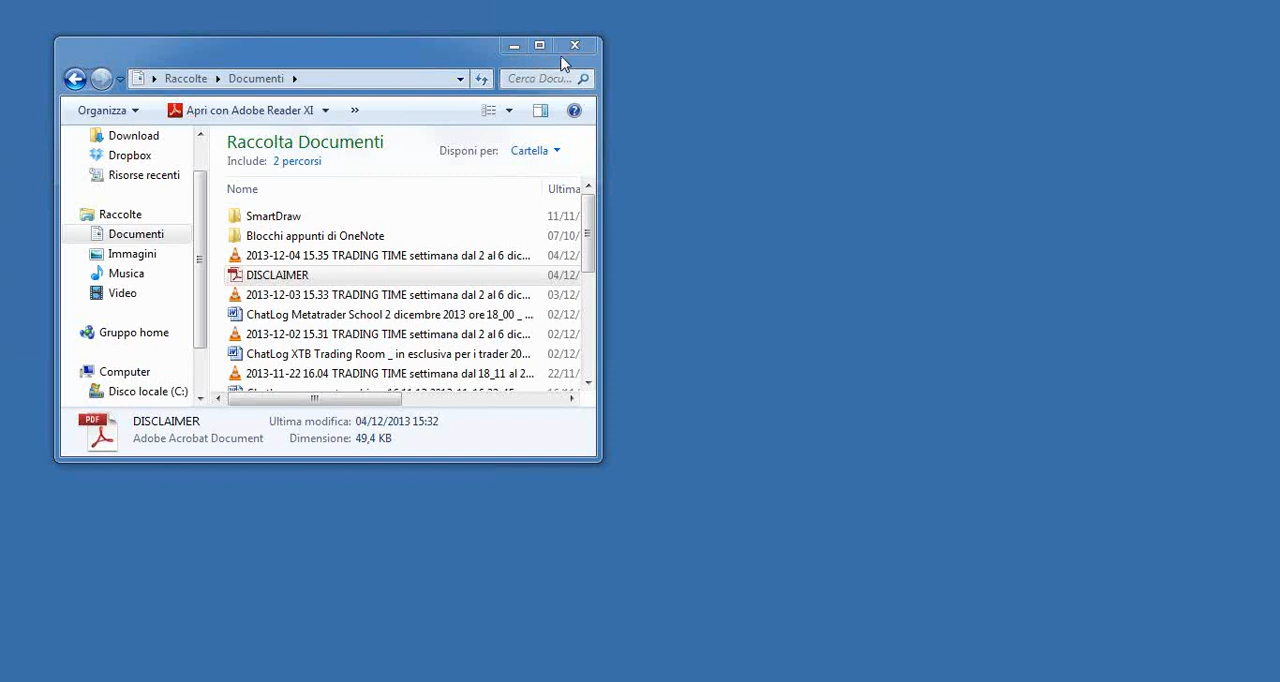 Raccolte Documenti
Cerca Docu...
Organizza Apri con Adobe Reader XI »
Download
Dropbox
Risorse recenti
Raccolte
Documenti
Immagini
Musica
Video
Gruppo home
Computer
Disco locale (C:)
Raccolta Documenti
Include: 2 percorsi
Disponi per: Cartella
Nome Ultima
SmartDraw 11/11/
Blocchi appunti di OneNote 07/10/
2013-12-04 15.35 TRADING TIME settimana dal 2 al 6 dic... 04/12/
DISCLAIMER 04/12/
2013-12-03 15.33 TRADING TIME settimana dal 2 al 6 dic... 03/12/
ChatLog Metatrader School 2 dicembre 2013 ore 18_00 _ ... 02/12/
2013-12-02 15.31 TRADING TIME settimana dal 2 al 6 dic... 02/12/
ChatLog XTB Trading Room _ in esclusiva per i trader 20... 02/12/
2013-11-22 16.04 TRADING TIME settimana dal 18_11 al 2... 22/11/
PDF
DISCLAIMER Ultima modifica: 04/12/2013 15:32
Adobe Acrobat Document Dimensione: 49,4 KB